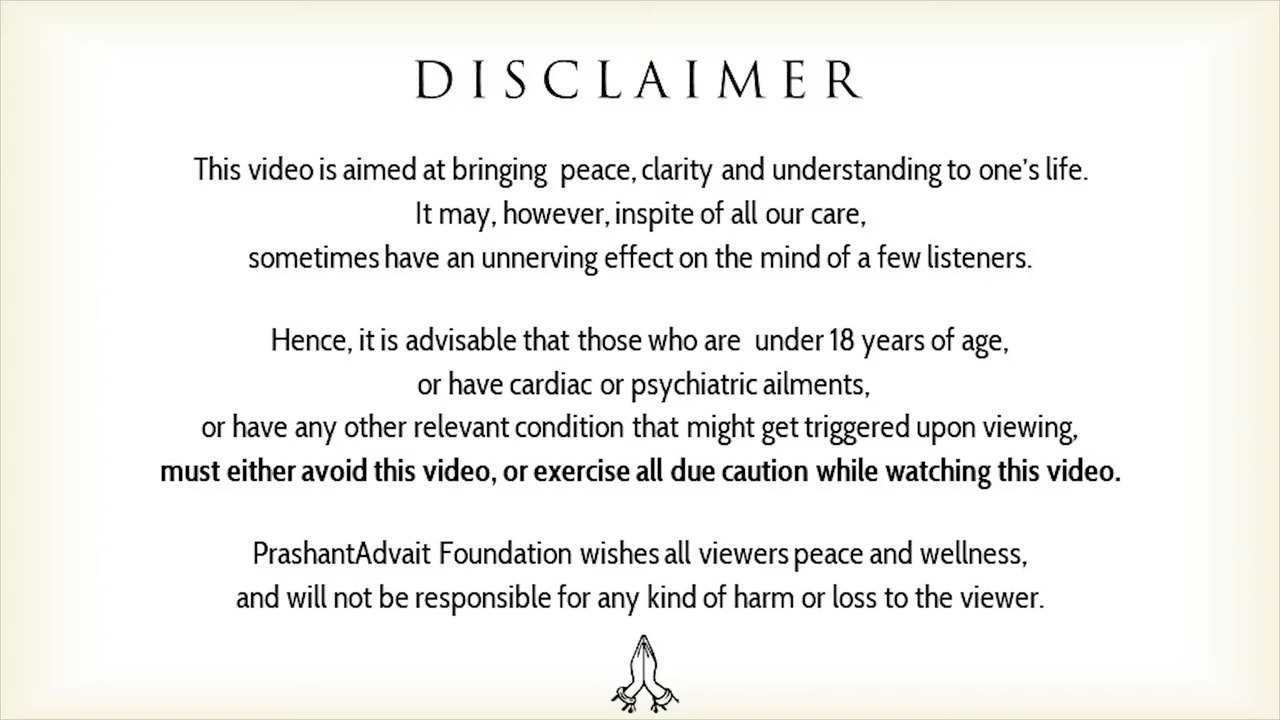 DISCLAIMER
This video is aimed at bringing peace, clarity and understanding to one's life.
It may, however, inspite of all our care,
sometimes have an unnerving effect on the mind of a few listeners.
Hence, it is advisable that those who are under 18 years of age,
or have cardiac or psychiatric ailments,
or have any other relevant condition that might get triggered upon viewing,
must either avoid this video, or exercise all due caution while watching this video.
PrashantAdvait Foundation wishes all viewers peace and wellness,
and will not be responsible for any kind of harm or loss to the viewer.